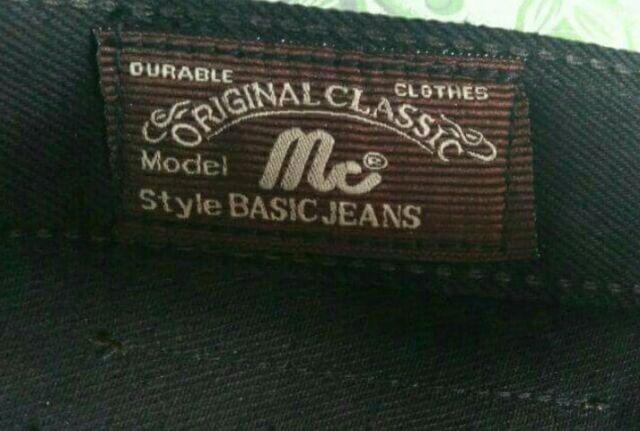 DURABLE CLOTHES
ORIGINAL CLASSIC
Model Mc®
Style BASIC JEANS